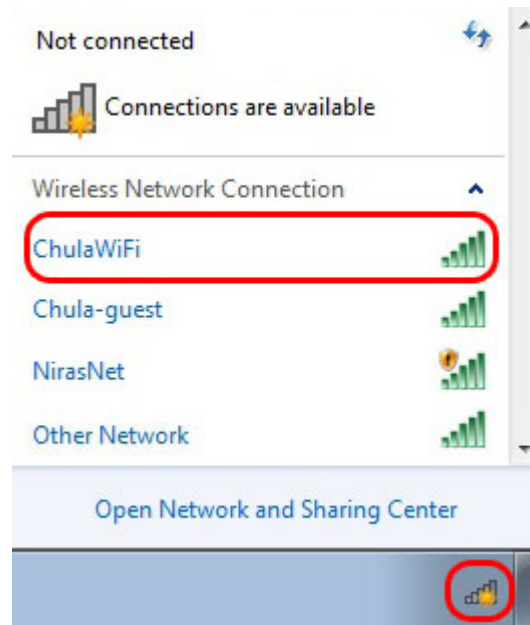 Not connected
Connections are available
Wireless Network Connection
ChulaWiFi
Chula-guest
NirasNet
Other Network
Open Network and Sharing Center